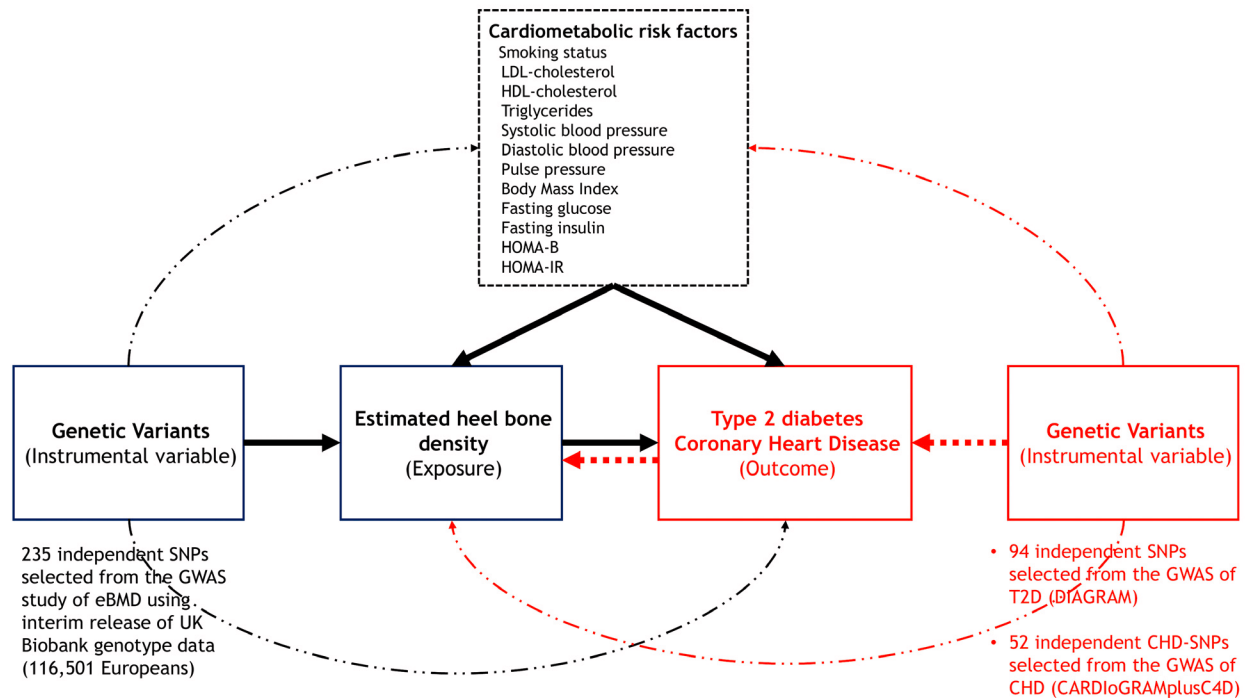 Cardiometabolic risk factors
Smoking status
LDL-cholesterol
HDL-cholesterol
Triglycerides
Systolic blood pressure
Diastolic blood pressure
Pulse pressure
Body Mass Index
Fasting glucose
Fasting insulin
HOMA-B
HOMA-IR
Genetic Variants
(Instrumental variable)
Estimated heel bone
density
(Exposure)
Type 2 diabetes
Coronary Heart Disease
(Outcome)
Genetic Variants
(Instrumental variable)
235 independent SNPs
selected from the GWAS
study of eBMD using
interim release of UK
Biobank genotype data
(116,501 Europeans)
• 94 independent SNPs
selected from the GWAS of
T2D (DIAGRAM)
• 52 independent CHD-SNPs
selected from the GWAS of
CHD (CARDIoGRAMplusC4D)